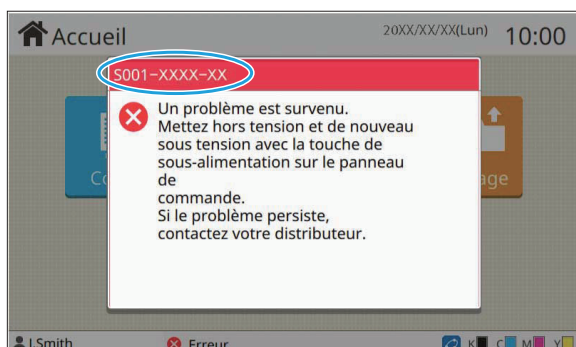 Accueil
20XX/XX/XX(Lun) 10:00
S001-XXXX-XX
Un problème est survenu.
Mettez hors tension et de nouveau
sous tension avec la touche de
sous-alimentation sur le panneau
de
commande.
Si le problème persiste,
contactez votre distributeur.
Co
age
J.Smith Erreur K C M Y